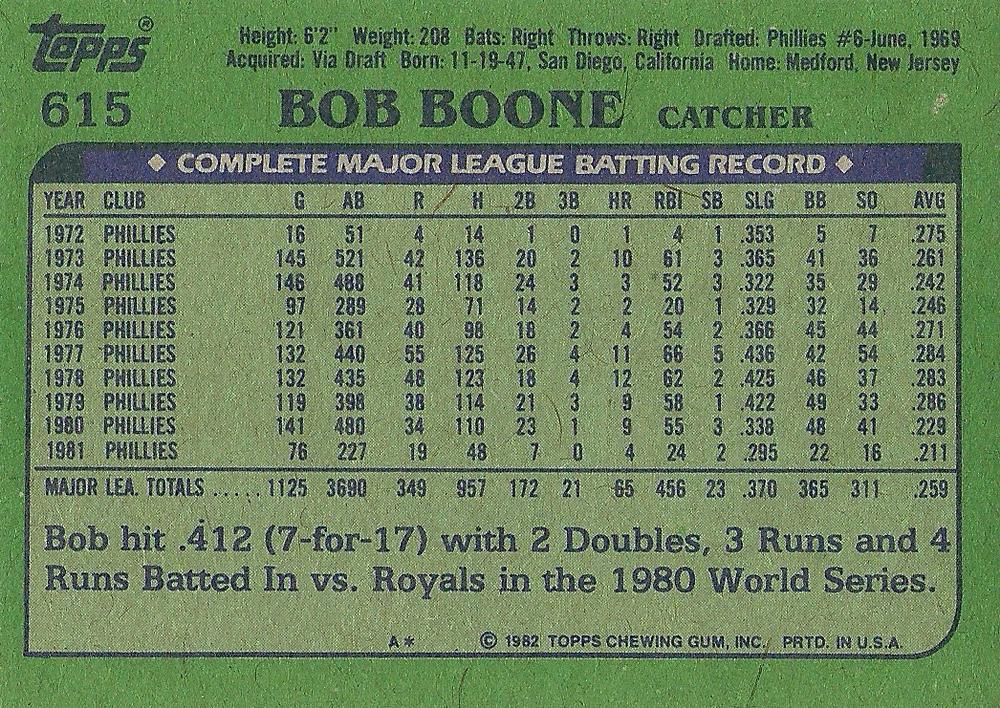 topps®
Height: 6'2" Weight: 208 Bats: Right Throws: Right Drafted: Phillies #6-June, 1969
Acquired: Via Draft Born: 11-19-47, San Diego, California Home: Medford, New Jersey
615 BOB BOONE CATCHER
◆ COMPLETE MAJOR LEAGUE BATTING RECORD ◆
YEAR CLUB G AB R H 2B 3B HR RBI SB SLG BB SO AVG
1972 PHILLIES 16 51 4 14 1 0 1 4 1 .353 5 7 .275
1973 PHILLIES 145 521 42 136 20 2 10 61 3 .365 41 36 .261
1974 PHILLIES 146 488 41 118 24 3 3 52 3 .322 35 29 .242
1975 PHILLIES 97 289 28 71 14 2 2 20 1 .329 32 14 .246
1976 PHILLIES 121 361 40 98 18 2 4 54 2 .366 45 44 .271
1977 PHILLIES 132 440 55 125 26 4 11 66 5 .436 42 54 .284
1978 PHILLIES 132 435 48 123 18 4 12 62 2 .425 46 37 .283
1979 PHILLIES 119 398 38 114 21 3 9 58 1 .422 49 33 .286
1980 PHILLIES 141 480 34 110 23 1 9 55 3 .338 48 41 .229
1981 PHILLIES 76 227 19 48 7 0 4 24 2 .295 22 16 .211
MAJOR LEA. TOTALS ......1125 3690 349 957 172 21 65 456 23 .370 365 311 .259
Bob hit .412 (7-for-17) with 2 Doubles, 3 Runs and 4
Runs Batted In vs. Royals in the 1980 World Series.
A* © 1982 TOPPS CHEWING GUM, INC. PRTD. IN U.S.A.